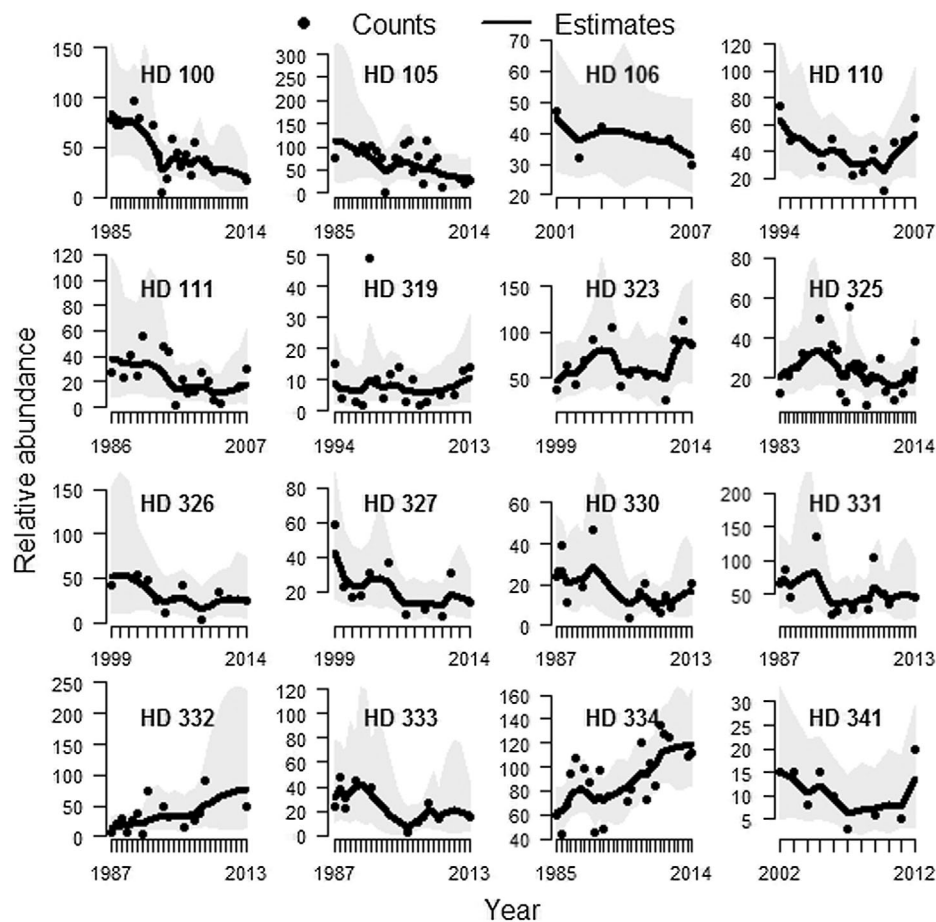 Counts Estimates
Relative abundance
HD 100 HD 105 HD 106 HD 110
150 300 70 120
250 60 100
100 200 50 80
150 40 60
50 100 30 40
50 20 20
0 0
1985 2014 1985 2014 2001 2007 1994 2007
HD 111 HD 319 HD 323 HD 325
120 50 150 80
100 40
80 30 100 60
60 20 40
40 10 50 20
20 0
0
1986 2007 1994 2013 1999 2014 1983 2014
HD 326 HD 327 HD 330 HD 331
150 80 60 200
100 60 40 150
50 40 20 100
0 20 0 50
1999 2014 1999 2014 1987 2013 1987 2013
HD 332 HD 333 HD 334 HD 341
250 120 160 30
200 100 140 25
150 80 120 20
100 60 100 15
50 40 80 10
0 20 60 5
0 40
1987 2013 1987 2013 1985 2014 2002 2012
Year